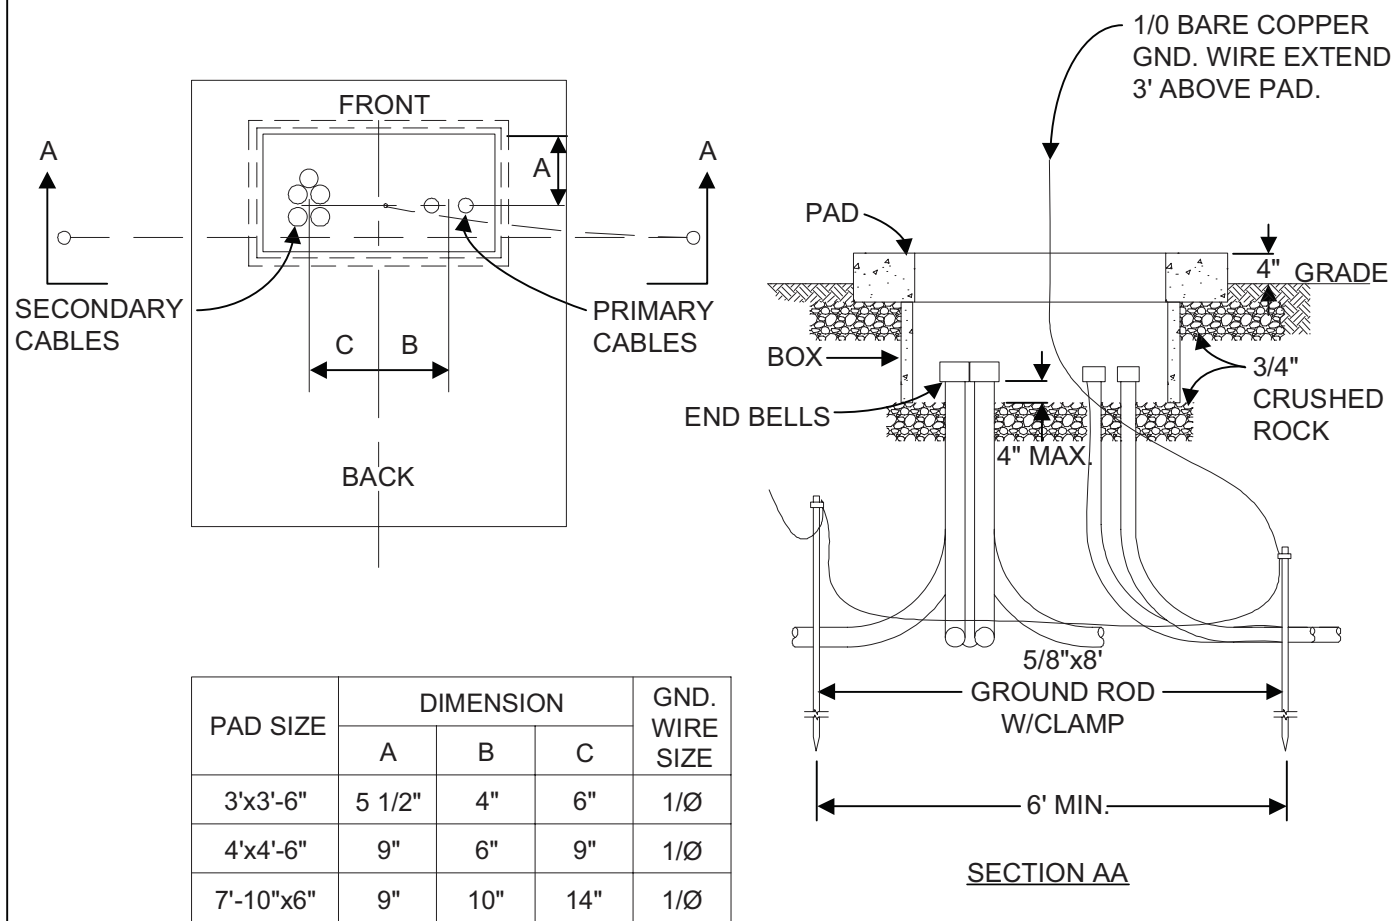 1/0 BARE COPPER
GND. WIRE EXTEND
3' ABOVE PAD.
FRONT
A
A
A
SECONDARY
CABLES
PRIMARY
CABLES
C
B
BACK
PAD
4"
GRADE
BOX
3/4"
CRUSHED
ROCK
END BELLS
4" MAX.
5/8"x8'
GROUND ROD
W/CLAMP
6' MIN.
SECTION AA
PAD SIZE
DIMENSION
GND.
WIRE
SIZE
A
B
C
3'x3'-6" 5 1/2" 4" 6" 1/Ø
4'x4'-6" 9" 6" 9" 1/Ø
7'-10"x6" 9" 10" 14" 1/Ø